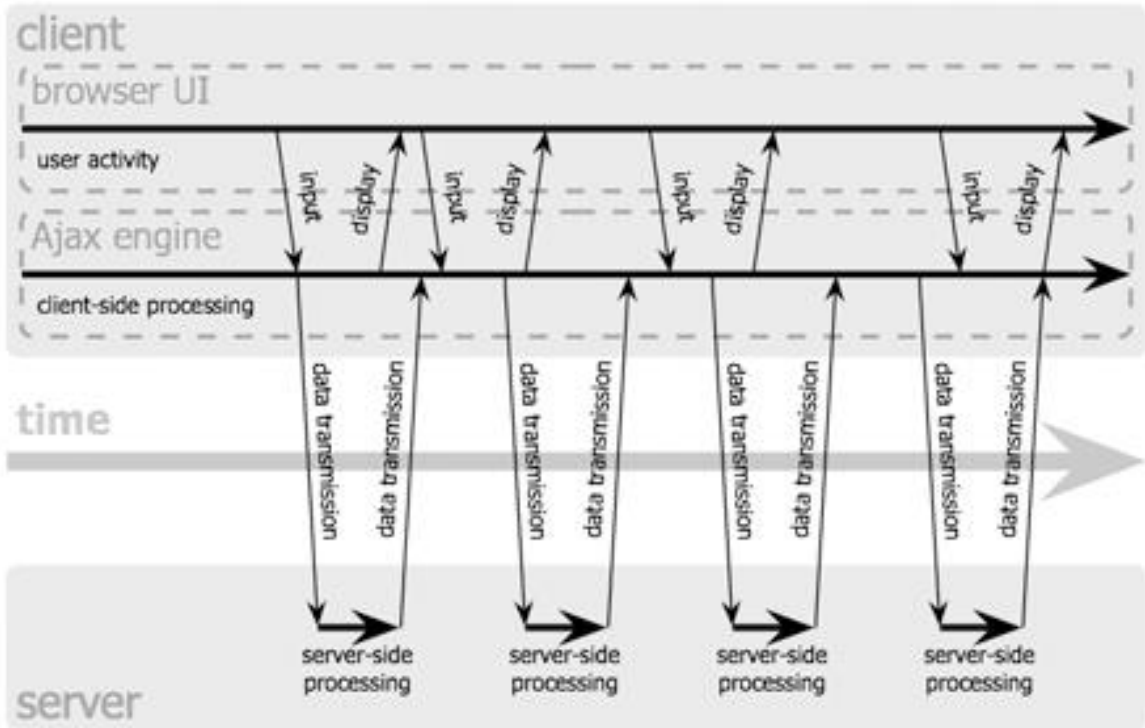 client
browser UI
user activity
input
display
input
display
input
display
input
display
Ajax engine
client-side processing
data transmission
data transmission
data transmission
data transmission
data transmission
data transmission
data transmission
data transmission
time
server-side
processing
server-side
processing
server-side
processing
server-side
processing
server